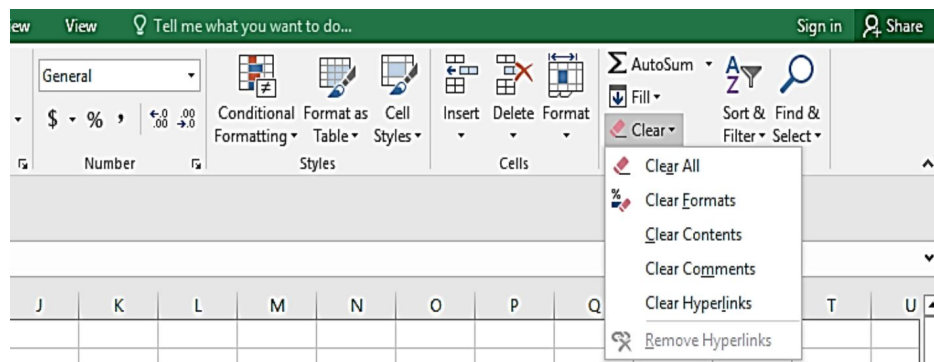 ew View Tell me what you want to do... Sign in Share
General
AutoSum
Fill
Clear
$ % , .0 .00 .00 .0
Conditional Formatting
Format as Table
Cell Styles
Insert Delete Format
Sort & Filter
Find & Select
Number Styles Cells
Clear All
Clear Formats
Clear Contents
Clear Comments
Clear Hyperlinks
Remove Hyperlinks
J K L M N O P Q T U